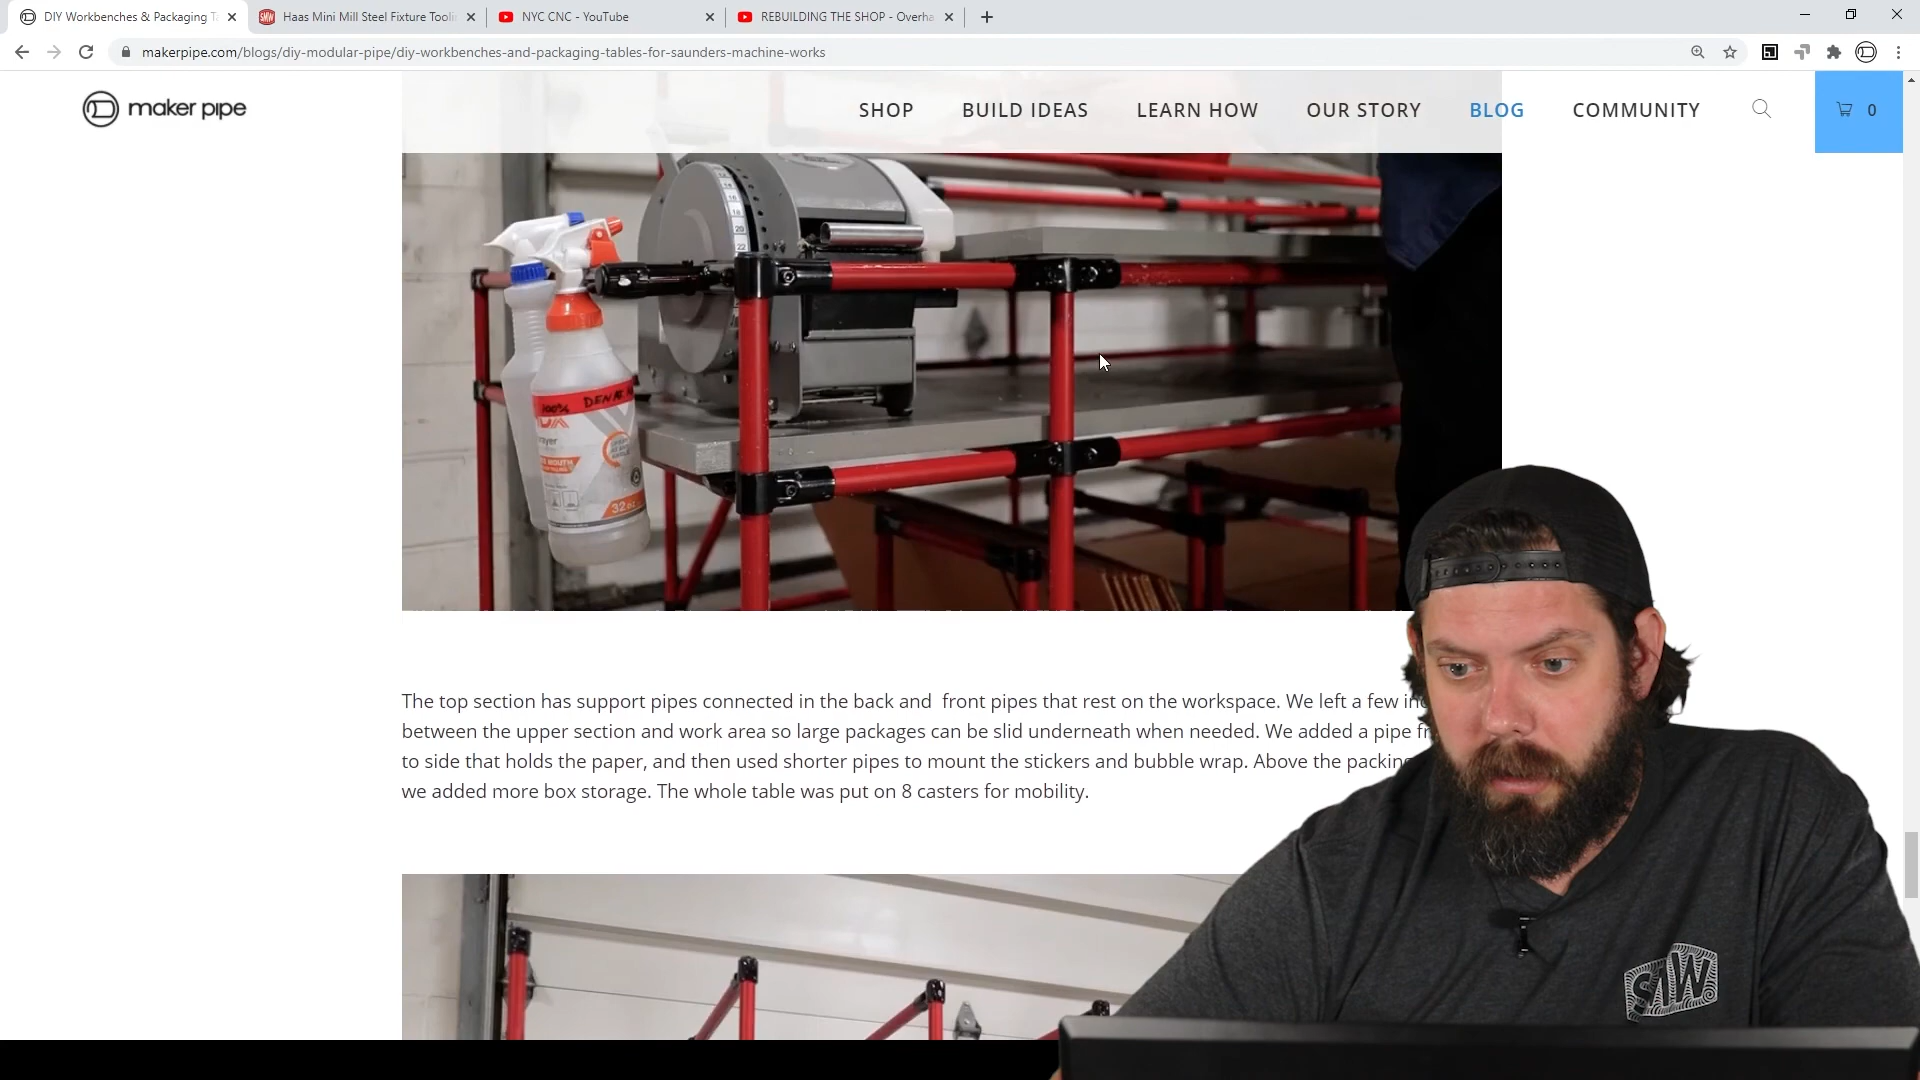 DIY Workbenches & Packaging T
Haas Mini Mill Steel Fixture Tooli
NYC CNC - YouTube
REBUILDING THE SHOP - Overha
makerpipe.com/blogs/diy-modular-pipe/diy-workbenches-and-packaging-tables-for-saunders-machine-works
maker pipe
SHOP
BUILD IDEAS
LEARN HOW
OUR STORY
BLOG
COMMUNITY
0
100%
32oz
The top section has support pipes connected in the back and front pipes that rest on the workspace. We left a few in
between the upper section and work area so large packages can be slid underneath when needed. We added a pipe fr
to side that holds the paper, and then used shorter pipes to mount the stickers and bubble wrap. Above the packing
we added more box storage. The whole table was put on 8 casters for mobility.
SMW